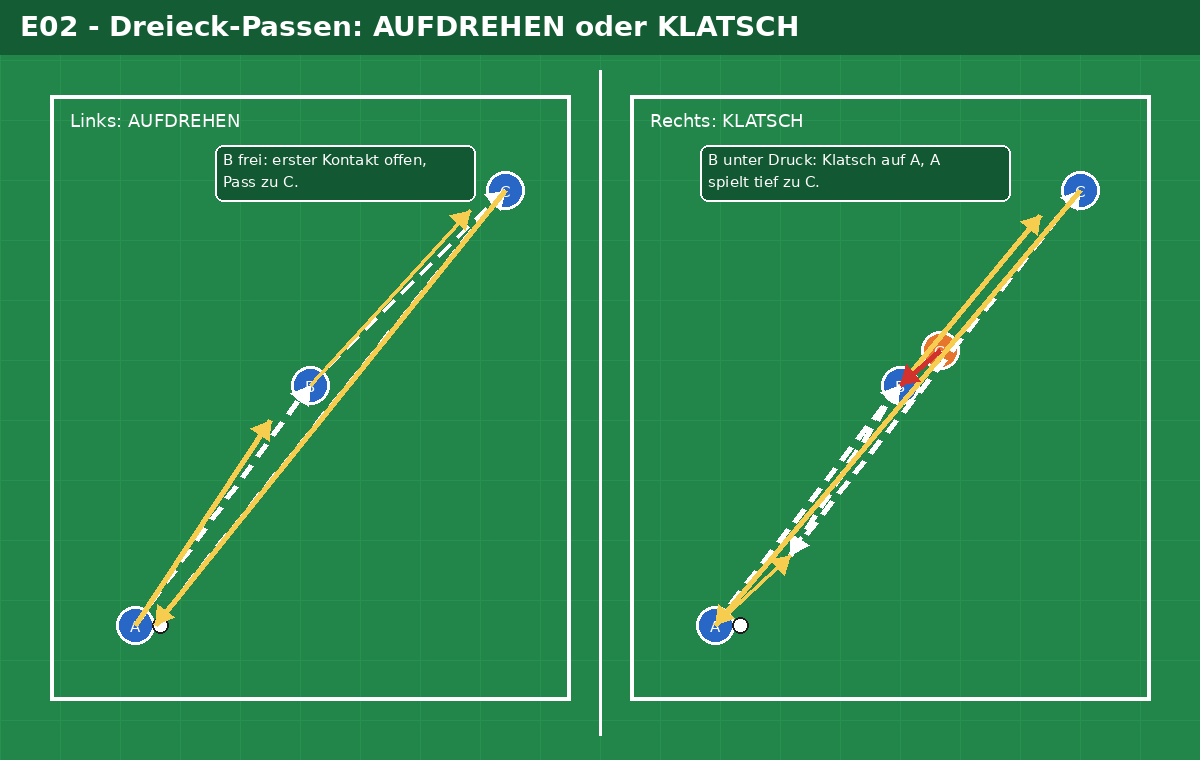 E02 - Dreieck-Passen: AUFDREHEN oder KLATSCH
Links: AUFDREHEN
B frei: erster Kontakt offen,
Pass zu C.
C
B
A
Rechts: KLATSCH
B unter Druck: Klatsch auf A, A
spielt tief zu C.
C
B
A